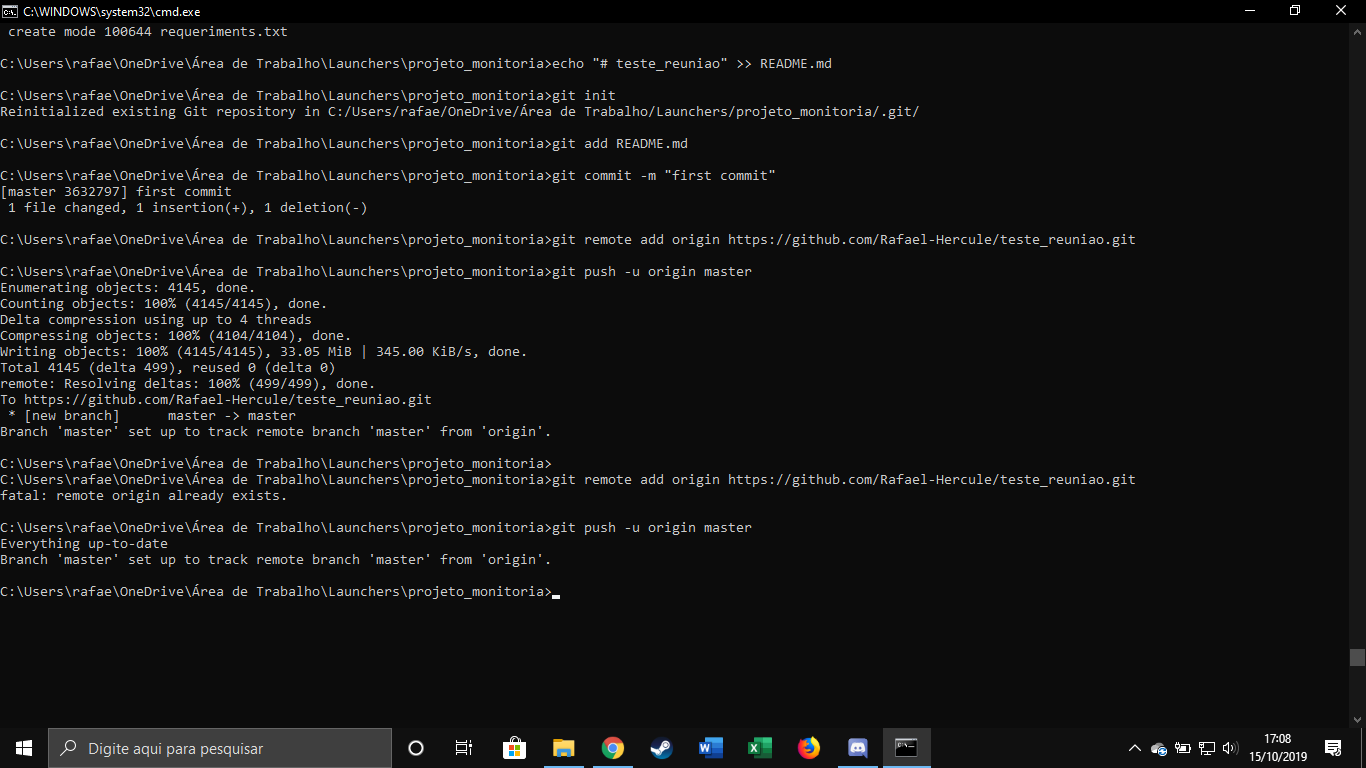 C:\WINDOWS\system32\cmd.exe
create mode 100644 requeriments.txt
C:\Users\rafae\OneDrive\Área de Trabalho\Launchers\projeto_monitoria>echo "# teste_reuniao" >> README.md
C:\Users\rafae\OneDrive\Área de Trabalho\Launchers\projeto_monitoria>git init
Reinitialized existing Git repository in C:/Users/rafae/OneDrive/Área de Trabalho/Launchers/projeto_monitoria/.git/
C:\Users\rafae\OneDrive\Área de Trabalho\Launchers\projeto_monitoria>git add README.md
C:\Users\rafae\OneDrive\Área de Trabalho\Launchers\projeto_monitoria>git commit -m "first commit"
[master 3632797] first commit
1 file changed, 1 insertion(+), 1 deletion(-)
C:\Users\rafae\OneDrive\Área de Trabalho\Launchers\projeto_monitoria>git remote add origin https://github.com/Rafael-Hercule/teste_reuniao.git
C:\Users\rafae\OneDrive\Área de Trabalho\Launchers\projeto_monitoria>git push -u origin master
Enumerating objects: 4145, done.
Counting objects: 100% (4145/4145), done.
Delta compression using up to 4 threads
Compressing objects: 100% (4104/4104), done.
Writing objects: 100% (4145/4145), 33.05 MiB | 345.00 KiB/s, done.
Total 4145 (delta 499), reused 0 (delta 0)
remote: Resolving deltas: 100% (499/499), done.
To https://github.com/Rafael-Hercule/teste_reuniao.git
* [new branch]      master -> master
Branch 'master' set up to track remote branch 'master' from 'origin'.
C:\Users\rafae\OneDrive\Área de Trabalho\Launchers\projeto_monitoria>
C:\Users\rafae\OneDrive\Área de Trabalho\Launchers\projeto_monitoria>git remote add origin https://github.com/Rafael-Hercule/teste_reuniao.git
fatal: remote origin already exists.
C:\Users\rafae\OneDrive\Área de Trabalho\Launchers\projeto_monitoria>git push -u origin master
Everything up-to-date
Branch 'master' set up to track remote branch 'master' from 'origin'.
C:\Users\rafae\OneDrive\Área de Trabalho\Launchers\projeto_monitoria>
Digite aqui para pesquisar
17:08
15/10/2019